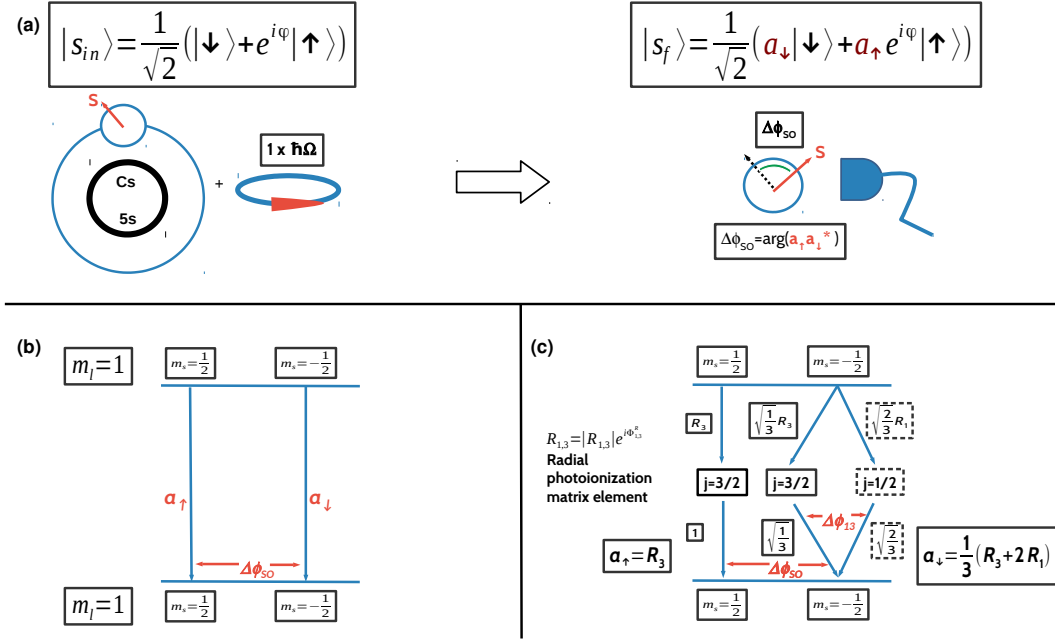 (a)
|s_in⟩=1/√2(|↓⟩+e^{iφ}|↑⟩)
|s_f⟩=1/√2(a_↓|↓⟩+a_↑e^{iφ}|↑⟩)
S
Cs
5s
+
1 x ħΩ
Δϕ_SO
S
Δϕ_SO=arg(a_↑a_↓*)
(b)
m_l=1
m_s=1/2
m_s=-1/2
a_↑
a_↓
Δϕ_SO
m_l=1
m_s=1/2
m_s=-1/2
(c)
m_s=1/2
m_s=-1/2
R_3
√(1/3)R_3
√(2/3)R_1
R_{1,3}=|R_{1,3}|e^{iΦ^R_{1,3}}
Radial
photoionization
matrix element
j=3/2
j=3/2
j=1/2
Δϕ_13
1
√(1/3)
√(2/3)
a_↑=R_3
Δϕ_SO
a_↓=1/3(R_3+2R_1)
m_s=1/2
m_s=-1/2